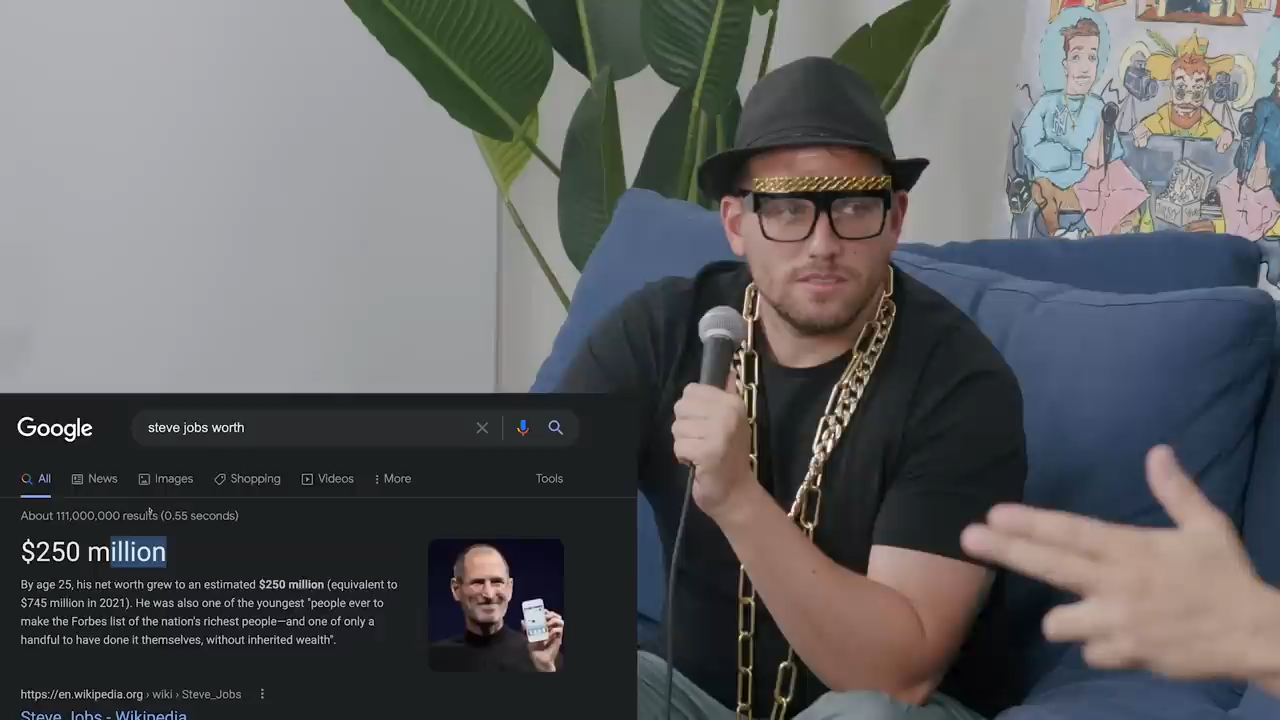 Google
steve jobs worth
All
News
Images
Shopping
Videos
More
Tools
About 111,000,000 results (0.55 seconds)
$250 million
By age 25, his net worth grew to an estimated $250 million (equivalent to
$745 million in 2021). He was also one of the youngest "people ever to
make the Forbes list of the nation's richest people—and one of only a
handful to have done it themselves, without inherited wealth".
https://en.wikipedia.org › wiki › Steve_Jobs
Steve Jobs - Wikipedia